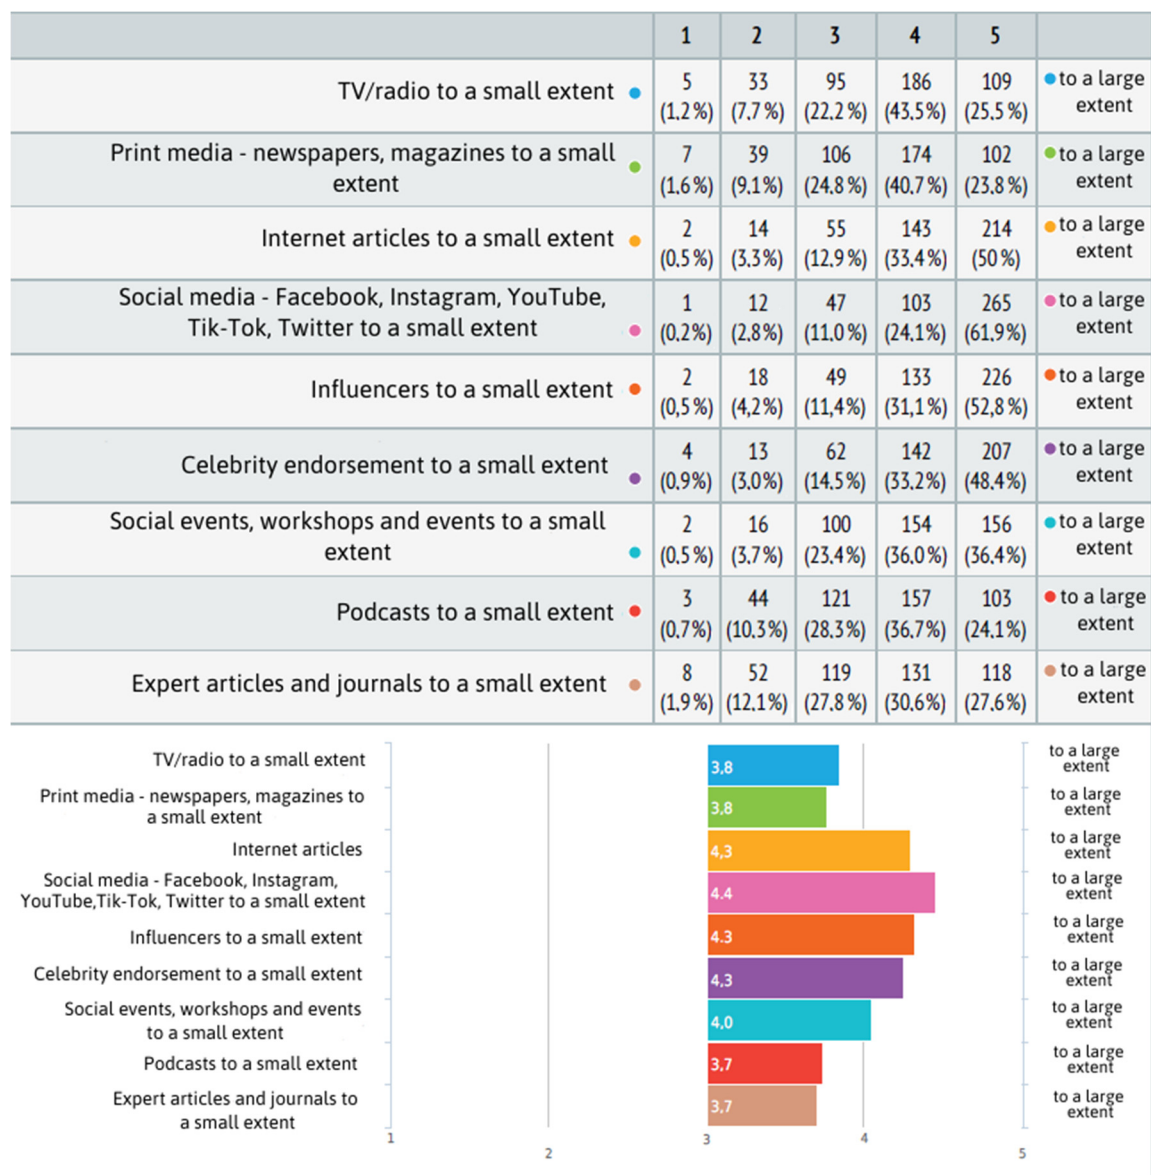 1 2 3 4 5
TV/radio to a small extent 5 33 95 186 109 to a large
(1,2%) (7,7%) (22,2%) (43,5%) (25,5%) extent
Print media - newspapers, magazines to a small 7 39 106 174 102 to a large
extent (1,6%) (9,1%) (24,8%) (40,7%) (23,8%) extent
Internet articles to a small extent 2 14 55 143 214 to a large
(0,5%) (3,3%) (12,9%) (33,4%) (50%) extent
Social media - Facebook, Instagram, YouTube, 1 12 47 103 265 to a large
Tik-Tok, Twitter to a small extent (0,2%) (2,8%) (11,0%) (24,1%) (61,9%) extent
Influencers to a small extent 2 18 49 133 226 to a large
(0,5%) (4,2%) (11,4%) (31,1%) (52,8%) extent
Celebrity endorsement to a small extent 4 13 62 142 207 to a large
(0,9%) (3,0%) (14,5%) (33,2%) (48,4%) extent
Social events, workshops and events to a small 2 16 100 154 156 to a large
extent (0,5%) (3,7%) (23,4%) (36,0%) (36,4%) extent
Podcasts to a small extent 3 44 121 157 103 to a large
(0,7%) (10,3%) (28,3%) (36,7%) (24,1%) extent
Expert articles and journals to a small extent 8 52 119 131 118 to a large
(1,9%) (12,1%) (27,8%) (30,6%) (27,6%) extent
TV/radio to a small extent 3,8 to a large
extent
Print media - newspapers, magazines to
a small extent 3,8 to a large
extent
Internet articles 4,3 to a large
extent
Social media - Facebook, Instagram,
YouTube,Tik-Tok, Twitter to a small extent 4.4 to a large
extent
Influencers to a small extent 4.3 to a large
extent
Celebrity endorsement to a small extent 4,3 to a large
extent
Social events, workshops and events
to a small extent 4,0 to a large
extent
Podcasts to a small extent 3,7 to a large
extent
Expert articles and journals to
a small extent 3,7 to a large
extent
1 2 3 4 5